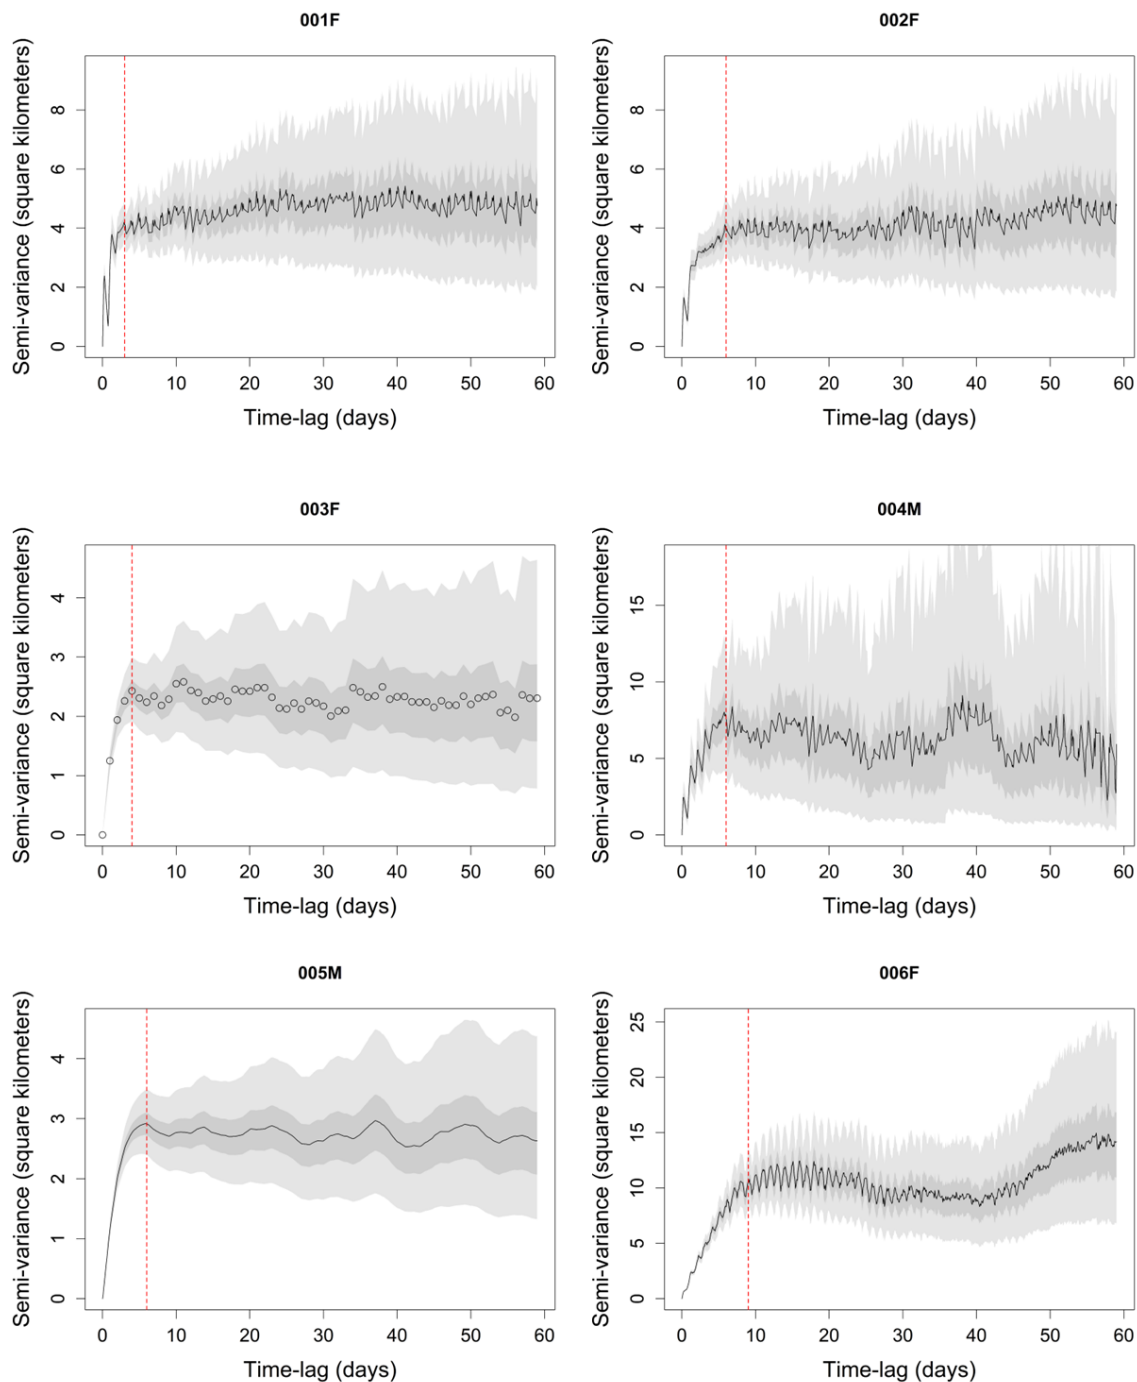 001F
Semi-variance (square kilometers)
0 2 4 6 8
0 10 20 30 40 50 60
Time-lag (days)
002F
Semi-variance (square kilometers)
0 2 4 6 8
0 10 20 30 40 50 60
Time-lag (days)
003F
Semi-variance (square kilometers)
0 1 2 3 4
0 10 20 30 40 50 60
Time-lag (days)
004M
Semi-variance (square kilometers)
0 5 10 15
0 10 20 30 40 50 60
Time-lag (days)
005M
Semi-variance (square kilometers)
0 1 2 3 4
0 10 20 30 40 50 60
Time-lag (days)
006F
Semi-variance (square kilometers)
0 5 10 15 20 25
0 10 20 30 40 50 60
Time-lag (days)